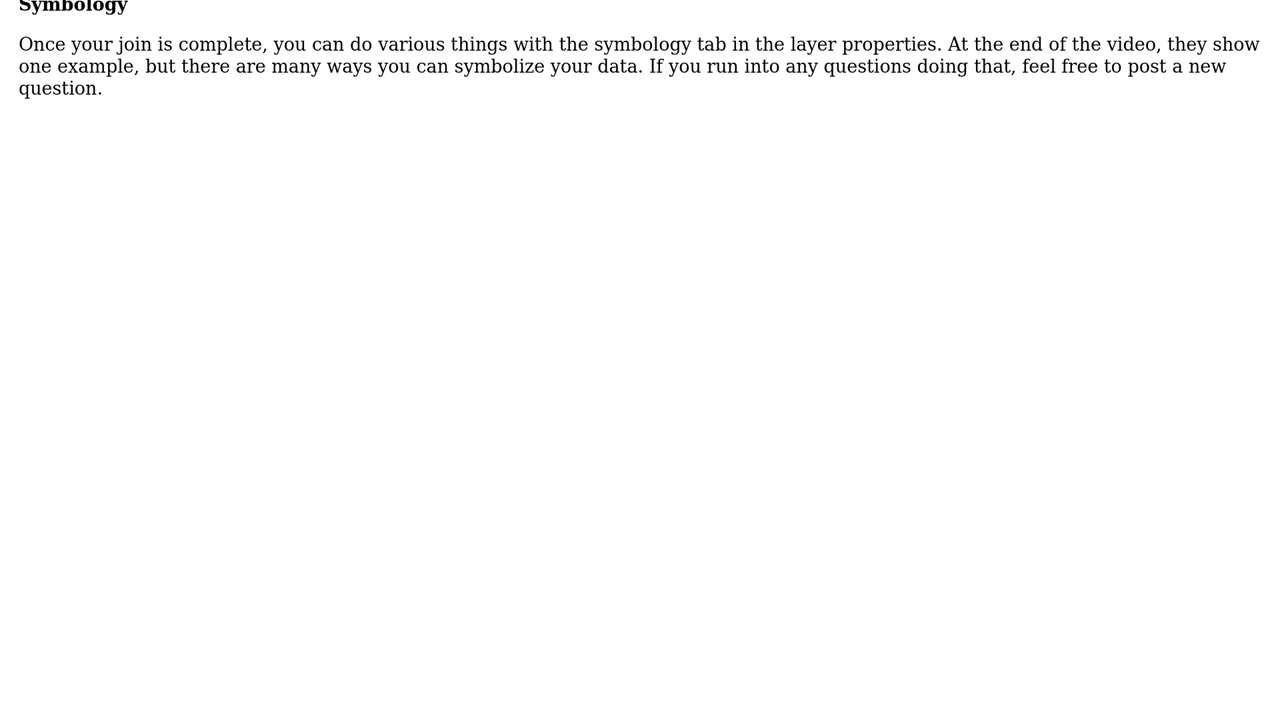 Symbology
Once your join is complete, you can do various things with the symbology tab in the layer properties. At the end of the video, they show
one example, but there are many ways you can symbolize your data. If you run into any questions doing that, feel free to post a new
question.